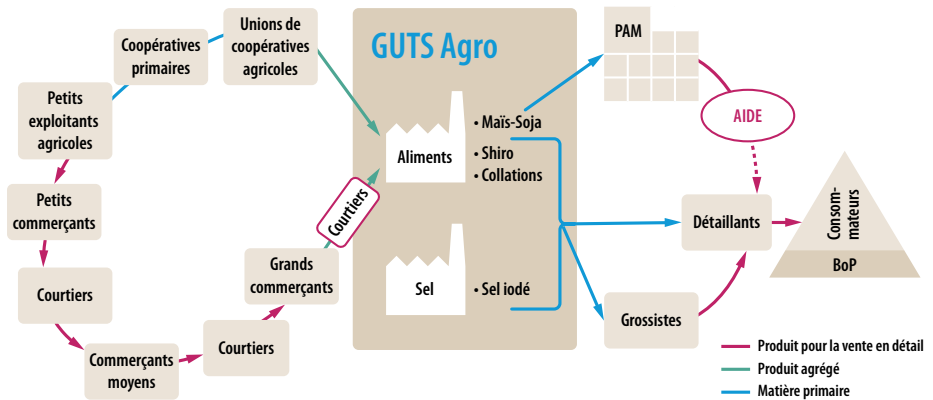 Unions de
coopératives
agricoles
Coopératives
primaires
Petits
exploitants
agricoles
Petits
commerçants
Courtiers
Commerçants
moyens
Courtiers
Grands
commerçants
Courtiers
GUTS Agro
Aliments
• Maïs-Soja
• Shiro
• Collations
Sel
• Sel iodé
PAM
AIDE
Détaillants
Grossistes
Consom-
mateurs
BoP
Produit pour la vente en détail
Produit agrégé
Matière primaire